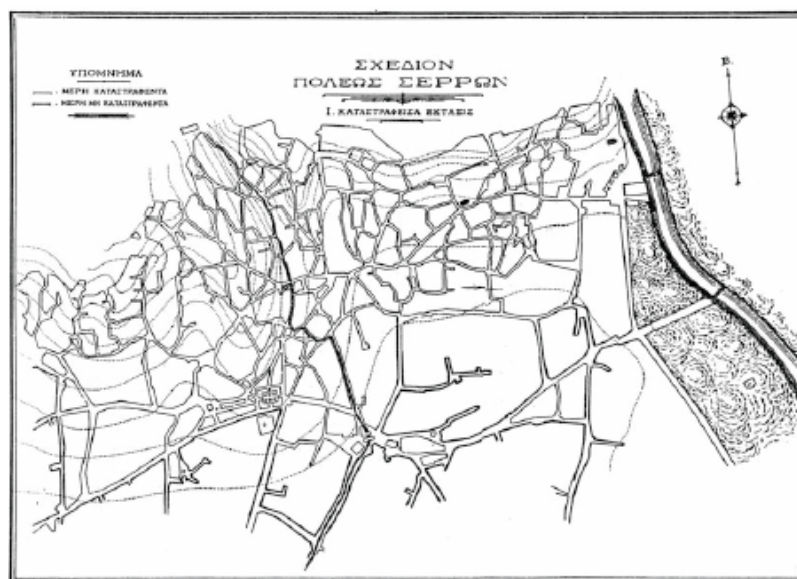 ΥΠΟΜΝΗΜΑ
ΜΕΡΗ ΚΑΤΑΣΤΡΑΦΕΝΤΑ
ΜΕΡΗ ΜΗ ΚΑΤΑΣΤΡΑΦΕΝΤΑ
ΣΧΕΔΙΟΝ
ΠΟΛΕΩΣ ΣΕΡΡΩΝ
Ι. ΚΑΤΑΣΤΡΑΦΕΙΣΑ ΕΚΤΑΣΙΣ
Β.